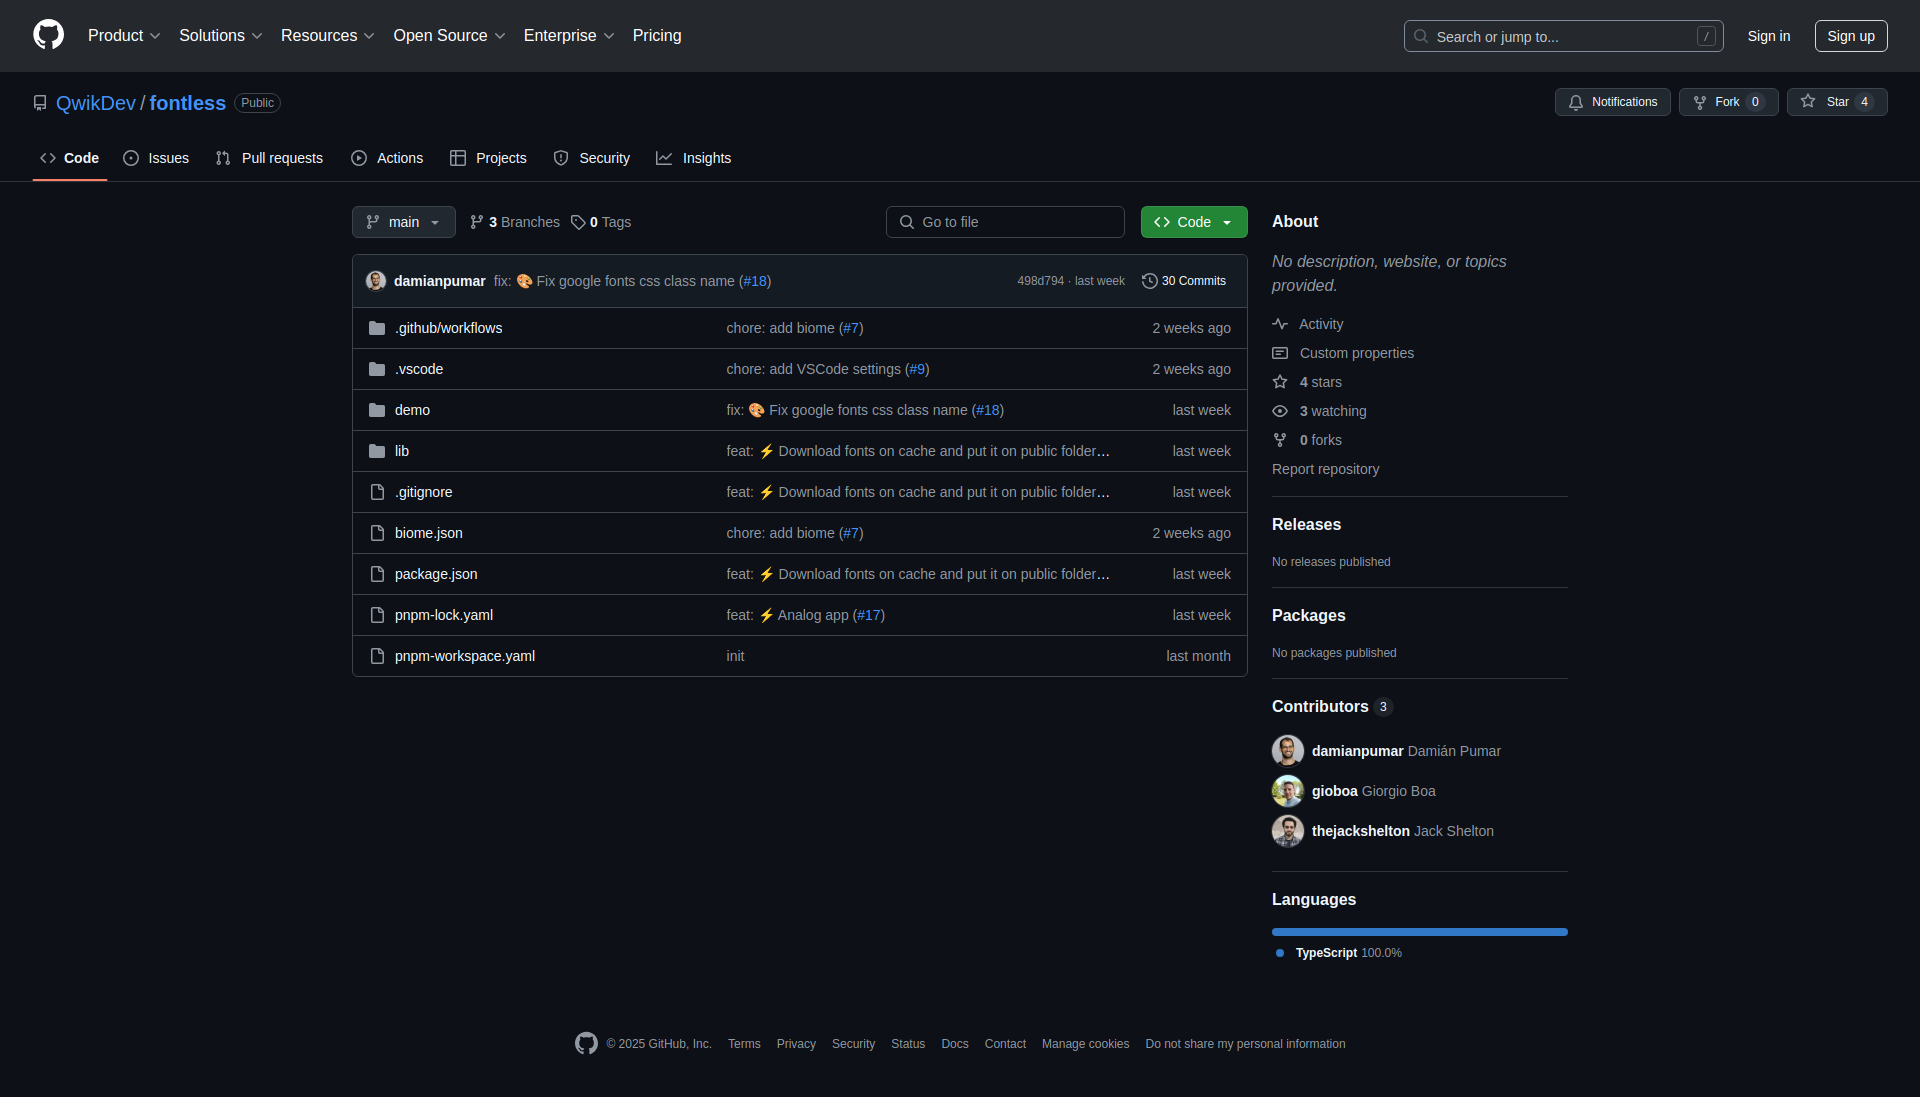 Product Solutions Resources Open Source Enterprise Pricing Search or jump to... / Sign in Sign up
QwikDev / fontless Public Notifications Fork 0 Star 4
Code Issues Pull requests Actions Projects Security Insights
main 3 Branches 0 Tags Go to file Code
damianpumar fix: 🎨 Fix google fonts css class name (#18) 498d794 · last week 30 Commits
.github/workflows chore: add biome (#7) 2 weeks ago
.vscode chore: add VSCode settings (#9) 2 weeks ago
demo fix: 🎨 Fix google fonts css class name (#18) last week
lib feat: ⚡ Download fonts on cache and put it on public folder… last week
.gitignore feat: ⚡ Download fonts on cache and put it on public folder… last week
biome.json chore: add biome (#7) 2 weeks ago
package.json feat: ⚡ Download fonts on cache and put it on public folder… last week
pnpm-lock.yaml feat: ⚡ Analog app (#17) last week
pnpm-workspace.yaml init last month
About
No description, website, or topics
provided.
Activity
Custom properties
4 stars
3 watching
0 forks
Report repository
Releases
No releases published
Packages
No packages published
Contributors 3
damianpumar Damián Pumar
gioboa Giorgio Boa
thejackshelton Jack Shelton
Languages
TypeScript 100.0%
© 2025 GitHub, Inc. Terms Privacy Security Status Docs Contact Manage cookies Do not share my personal information